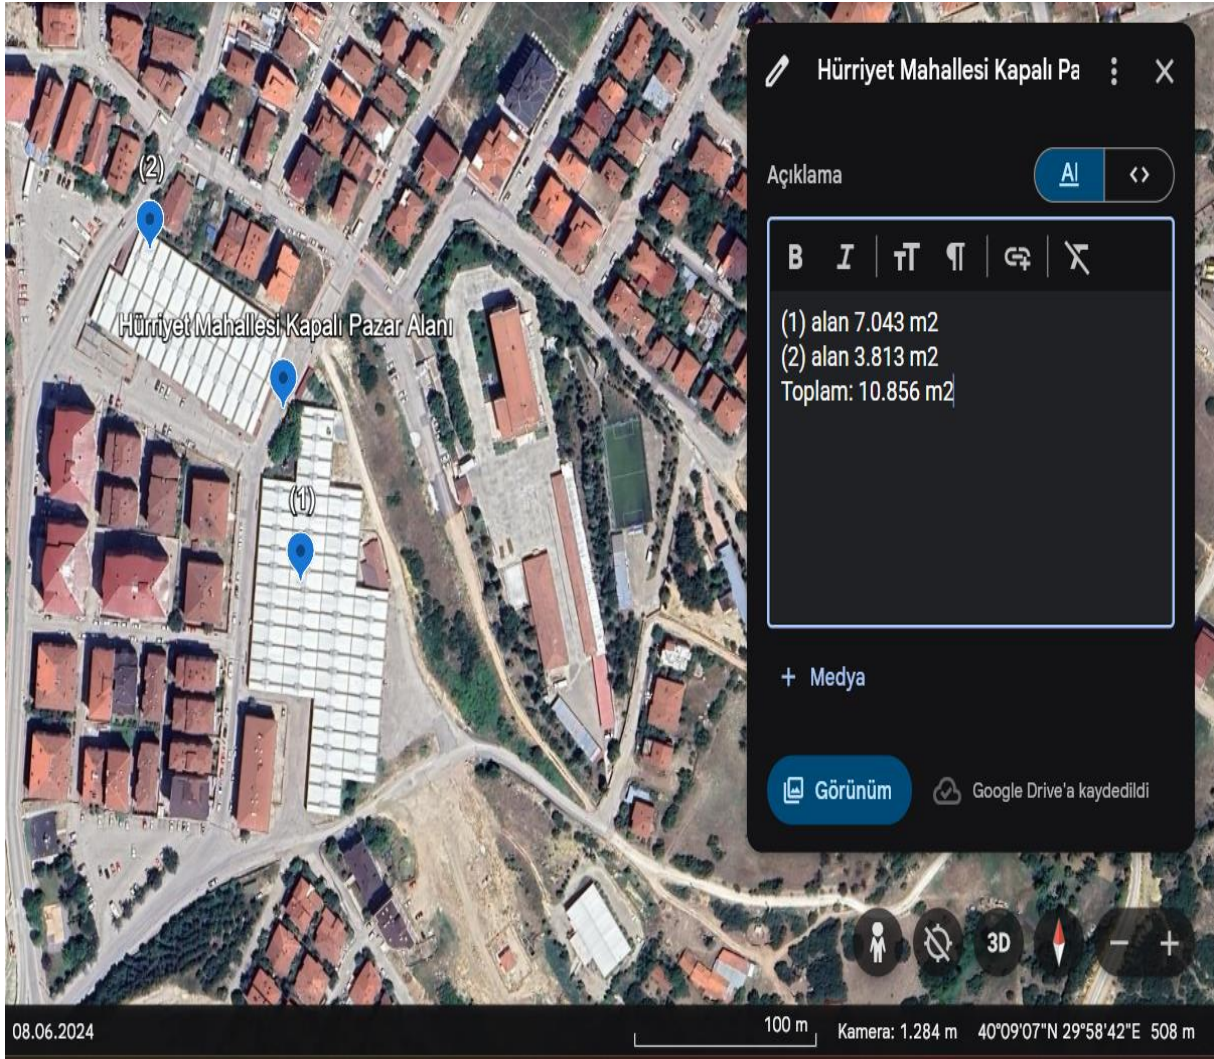 Hürriyet Mahallesi Kapalı Pa
Açıklama
AI
<>
B I TT ¶
(1) alan 7.043 m2
(2) alan 3.813 m2
Toplam: 10.856 m2
+ Medya
Görünüm
Google Drive'a kaydedildi
(2)
Hürriyet Mahallesi Kapalı Pazar Alanı
(1)
3D
08.06.2024
100 m
Kamera: 1.284 m 40°09'07"N 29°58'42"E 508 m